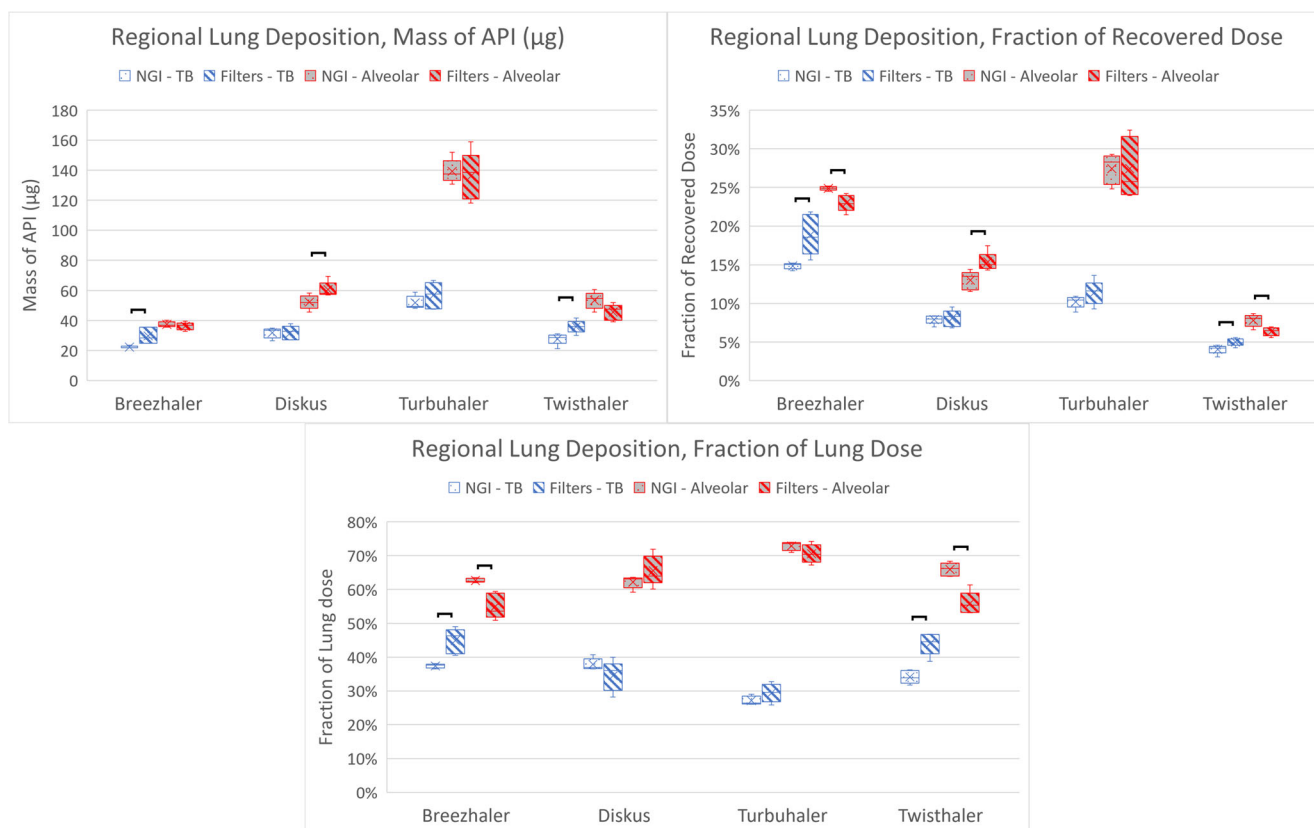 Regional Lung Deposition, Mass of API (µg)
NGI - TB Filters - TB NGI - Alveolar Filters - Alveolar
Mass of API (µg)
180
160
140
120
100
80
60
40
20
0
Breezhaler Diskus Turbuhaler Twisthaler
Regional Lung Deposition, Fraction of Recovered Dose
NGI - TB Filters - TB NGI - Alveolar Filters - Alveolar
Fraction of Recovered Dose
35%
30%
25%
20%
15%
10%
5%
0%
Breezhaler Diskus Turbuhaler Twisthaler
Regional Lung Deposition, Fraction of Lung Dose
NGI - TB Filters - TB NGI - Alveolar Filters - Alveolar
Fraction of Lung dose
80%
70%
60%
50%
40%
30%
20%
10%
0%
Breezhaler Diskus Turbuhaler Twisthaler